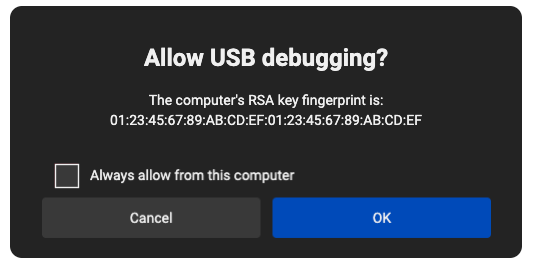 Allow USB debugging?
The computer's RSA key fingerprint is:
01:23:45:67:89:AB:CD:EF:01:23:45:67:89:AB:CD:EF
Always allow from this computer
Cancel
OK